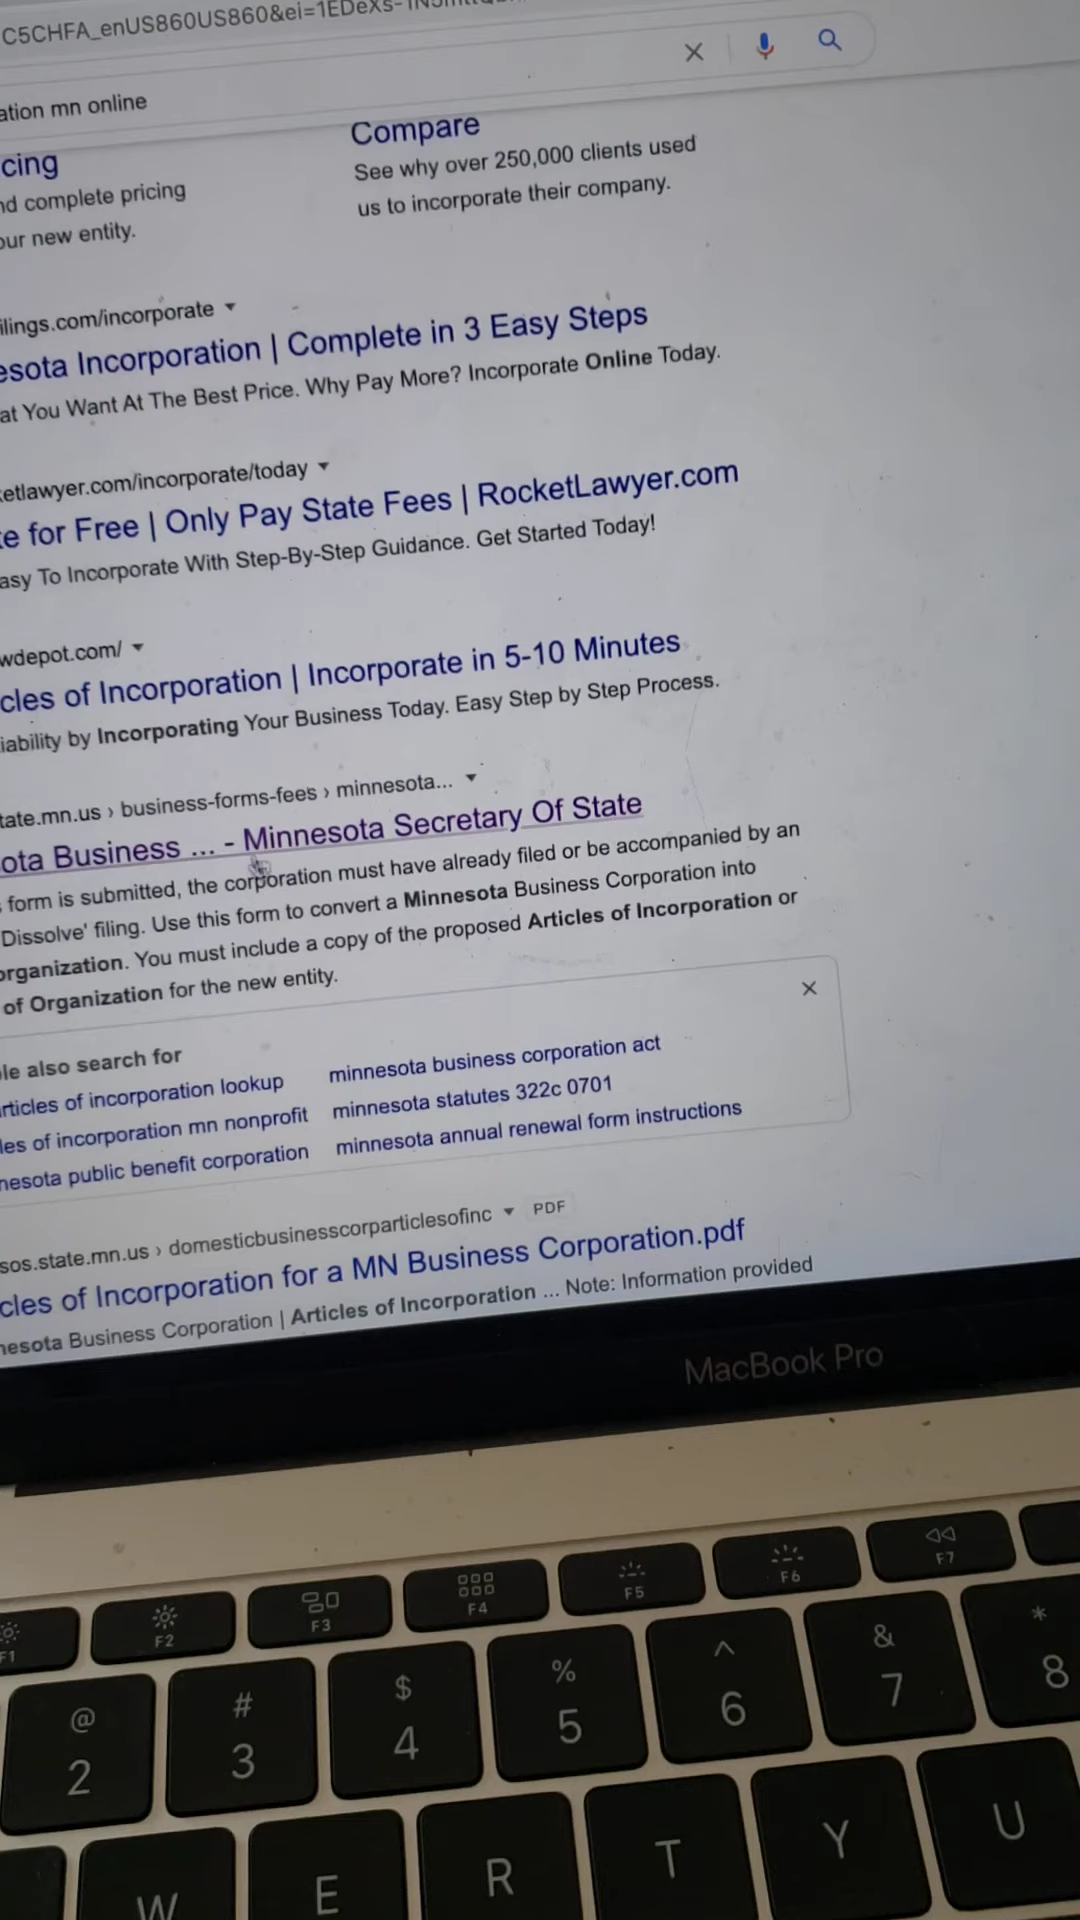 C5CHFA_enUS860US860&ei=1EDeXs-
ation mn online
cing
nd complete pricing
our new entity.
Compare
See why over 250,000 clients used
us to incorporate their company.
ilings.com/incorporate
esota Incorporation | Complete in 3 Easy Steps
at You Want At The Best Price. Why Pay More? Incorporate Online Today.
ketlawyer.com/incorporate/today
te for Free | Only Pay State Fees | RocketLawyer.com
asy To Incorporate With Step-By-Step Guidance. Get Started Today!
wdepot.com/
cles of Incorporation | Incorporate in 5-10 Minutes
iability by Incorporating Your Business Today. Easy Step by Step Process.
tate.mn.us › business-forms-fees › minnesota...
ota Business ... - Minnesota Secretary Of State
s form is submitted, the corporation must have already filed or be accompanied by an
Dissolve' filing. Use this form to convert a Minnesota Business Corporation into
organization. You must include a copy of the proposed Articles of Incorporation or
of Organization for the new entity.
le also search for
rticles of incorporation lookup
les of incorporation mn nonprofit
nesota public benefit corporation
minnesota business corporation act
minnesota statutes 322c 0701
minnesota annual renewal form instructions
sos.state.mn.us › domesticbusinesscorparticlesofinc PDF
cles of Incorporation for a MN Business Corporation.pdf
nesota Business Corporation | Articles of Incorporation ... Note: Information provided
MacBook Pro
F1 F2 F3 F4 F5 F6 F7
@ # $ % ^ & *
2 3 4 5 6 7 8
W E R T Y U